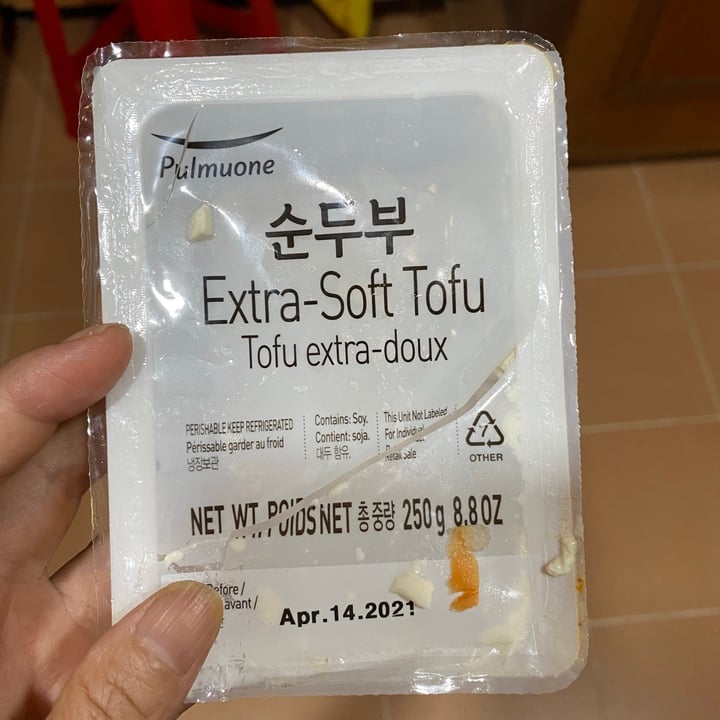 Pulmuone
순두부
Extra-Soft Tofu
Tofu extra-doux
PERISHABLE KEEP REFRIGERATED
Périssable garder au froid
냉장보관
Contains: Soy.
Contient: soja.
대두 함유.
This Unit Not Labeled
For Individual
Retail Sale
OTHER
NET WT/POIDS NET 총중량 250g 8.8OZ
Before /
avant /
Apr.14.2021